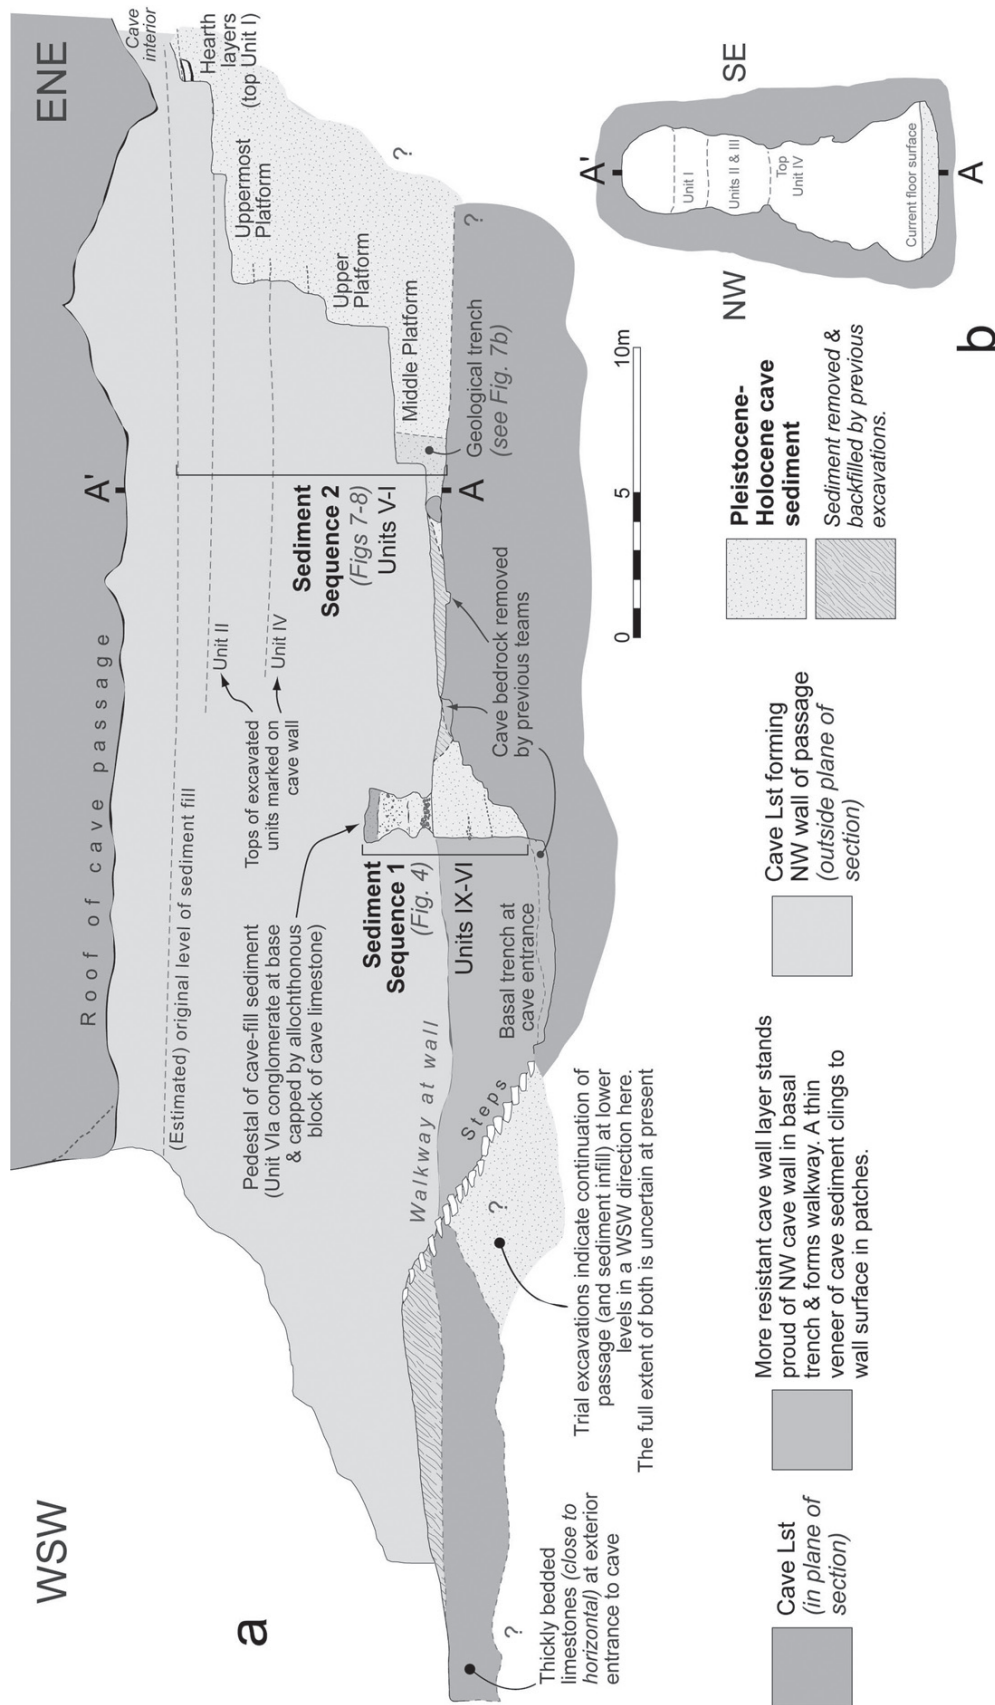 WSW
ENE
a
Roof of cave passage
Cave
interior
Hearth
layers
(top Unit I)
(Estimated) original level of sediment fill
A'
Uppermost
Platform
?
Unit II
Tops of excavated
units marked on
cave wall
Unit IV
Upper
Platform
Pedestal of cave-fill sediment
(Unit VIa conglomerate at base
& capped by allochthonous
block of cave limestone)
Sediment
Sequence 2
(Figs 7-8)
Units V-I
Middle Platform
?
Sediment
Sequence 1
(Fig. 4)
Units IX-VI
A
Geological trench
(see Fig. 7b)
Walkway at wall
Steps
Basal trench at
cave entrance
Cave bedrock removed
by previous teams
?
Thickly bedded
limestones (close to
horizontal) at exterior
entrance to cave
?
Trial excavations indicate continuation of
passage (and sediment infill) at lower
levels in a WSW direction here.
The full extent of both is uncertain at present
0
5
10m
A'
NW
SE
Unit I
Units II & III
Top
Unit IV
Current floor surface
A
b
Cave Lst
(in plane of
section)
More resistant cave wall layer stands
proud of NW cave wall in basal
trench & forms walkway. A thin
veneer of cave sediment clings to
wall surface in patches.
Cave Lst forming
NW wall of passage
(outside plane of
section)
Pleistocene-
Holocene cave
sediment
Sediment removed &
backfilled by previous
excavations.